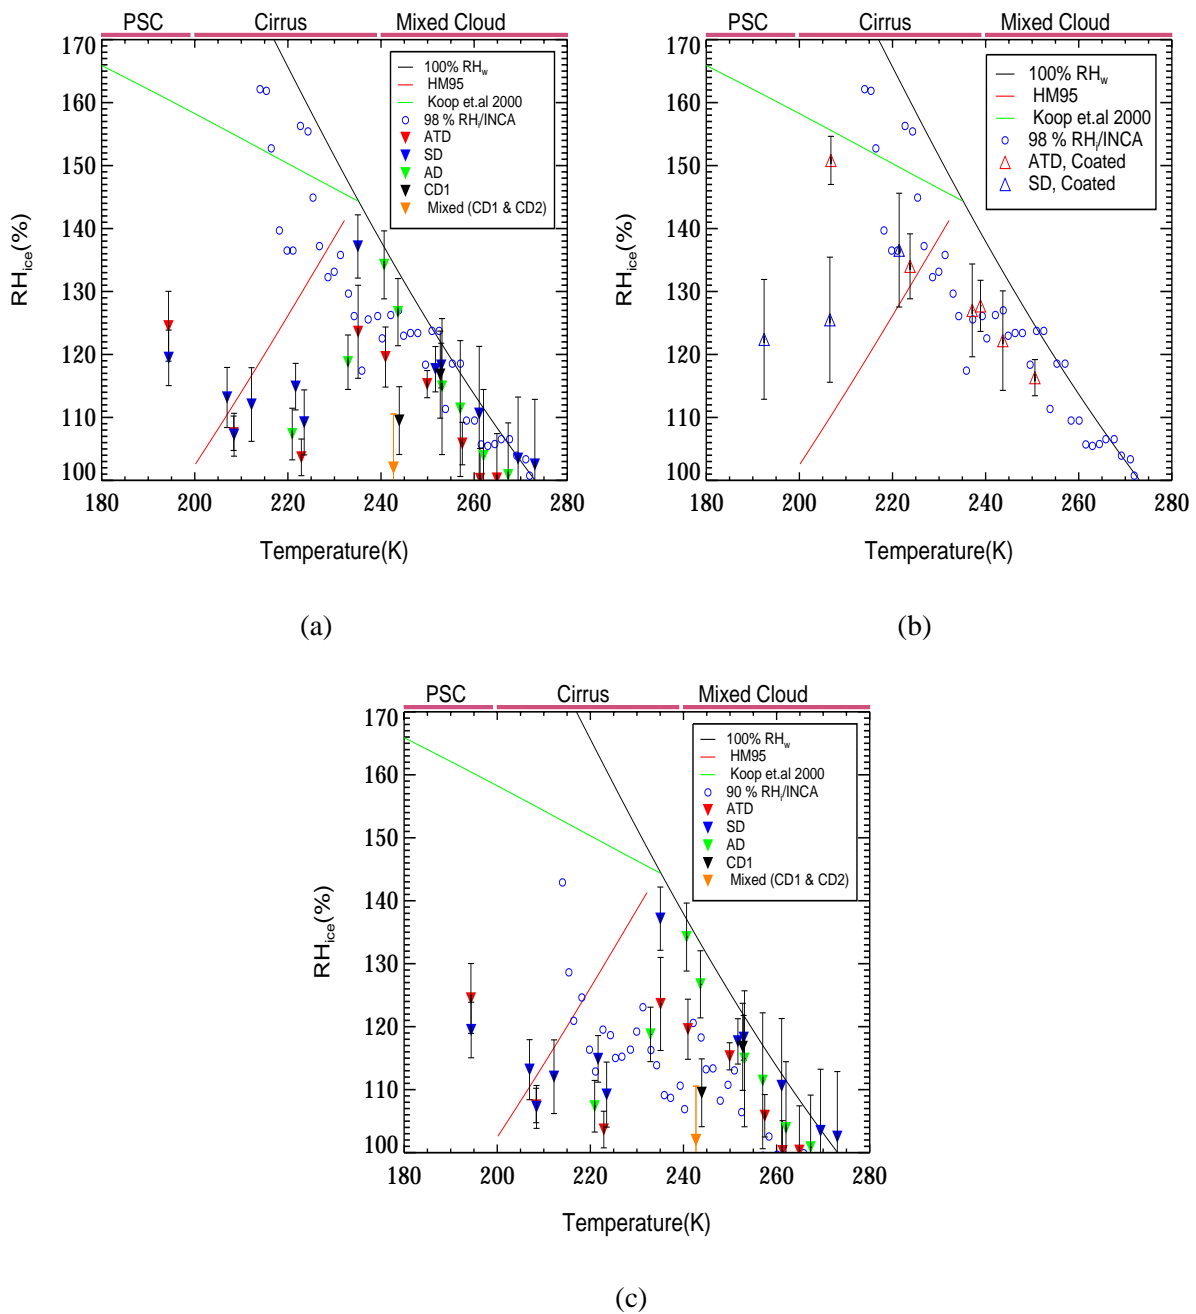 PSC Cirrus Mixed Cloud
170
160
150
140
130
120
110
100
RHice(%)
100% RHw
HM95
Koop et.al 2000
98 % RHi/INCA
ATD
SD
AD
CD1
Mixed (CD1 & CD2)
180 200 220 240 260 280
Temperature(K)
(a)
PSC Cirrus Mixed Cloud
170
160
150
140
130
120
110
100
RHice(%)
100% RHw
HM95
Koop et.al 2000
98 % RHi/INCA
ATD, Coated
SD, Coated
180 200 220 240 260 280
Temperature(K)
(b)
PSC Cirrus Mixed Cloud
170
160
150
140
130
120
110
100
RHice(%)
100% RHw
HM95
Koop et.al 2000
90 % RHi/INCA
ATD
SD
AD
CD1
Mixed (CD1 & CD2)
180 200 220 240 260 280
Temperature(K)
(c)